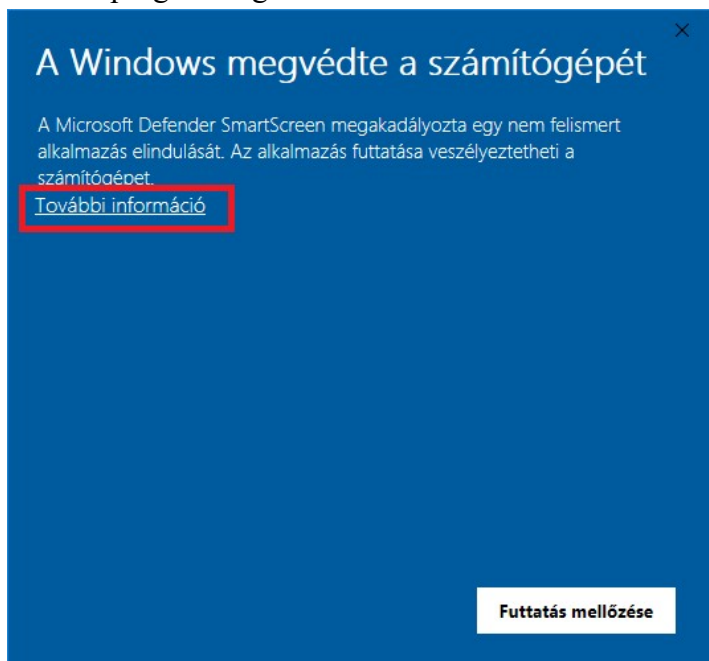 A Windows megvédte a számítógépét
A Microsoft Defender SmartScreen megakadályozta egy nem felismert
alkalmazás elindulását. Az alkalmazás futtatása veszélyeztetheti a
számítógépet.
További információ
Futtatás mellőzése